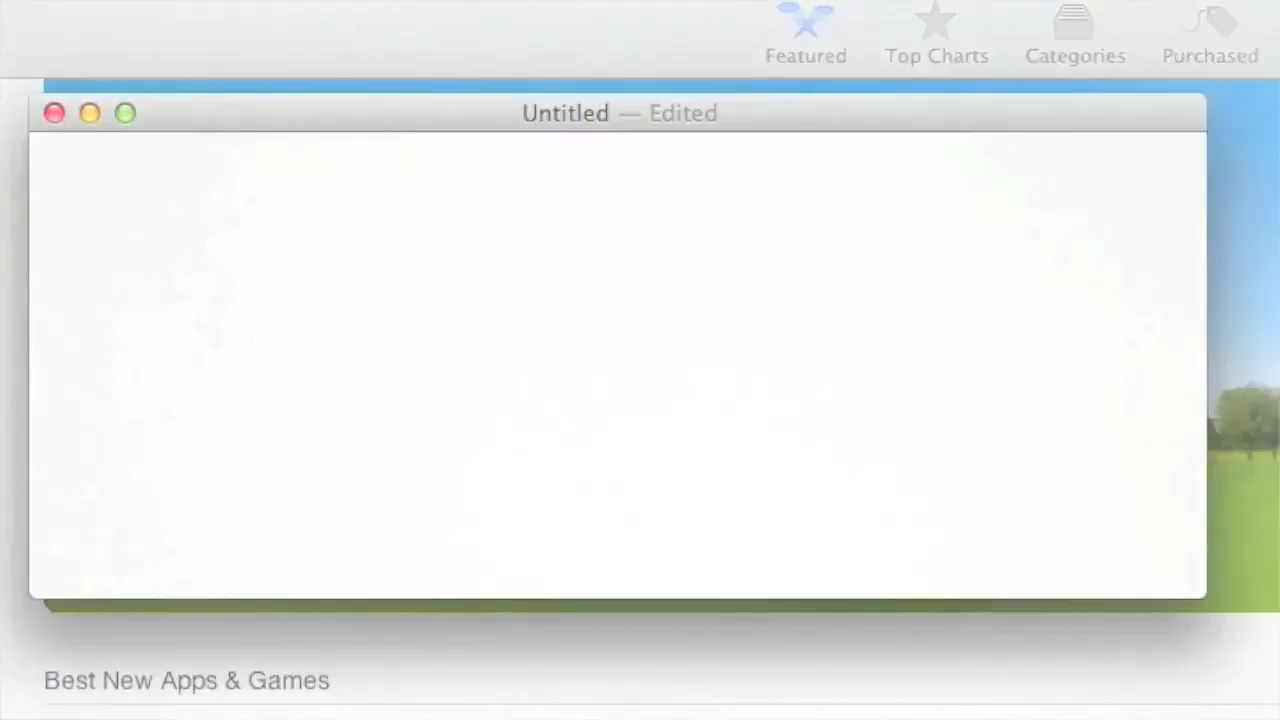 Featured Top Charts Categories Purchased
Untitled — Edited
Best New Apps & Games